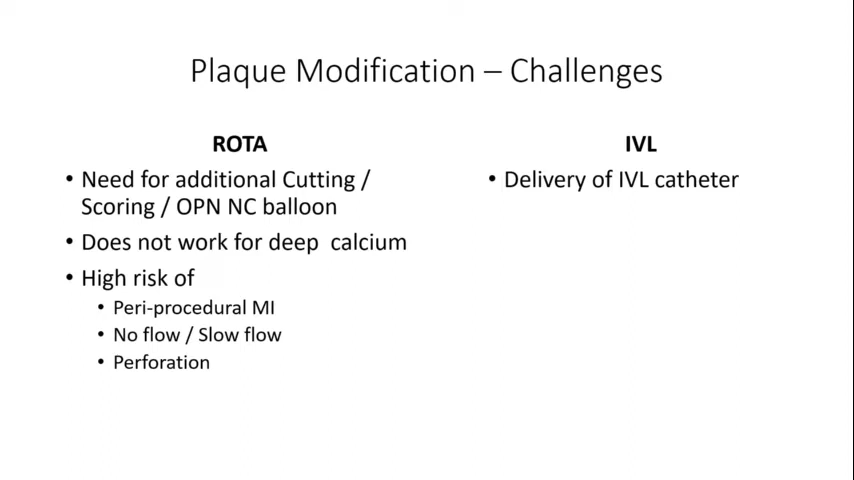 Plaque Modification – Challenges
ROTA
• Need for additional Cutting /
Scoring / OPN NC balloon
• Does not work for deep calcium
• High risk of
• Peri-procedural MI
• No flow / Slow flow
• Perforation
IVL
• Delivery of IVL catheter